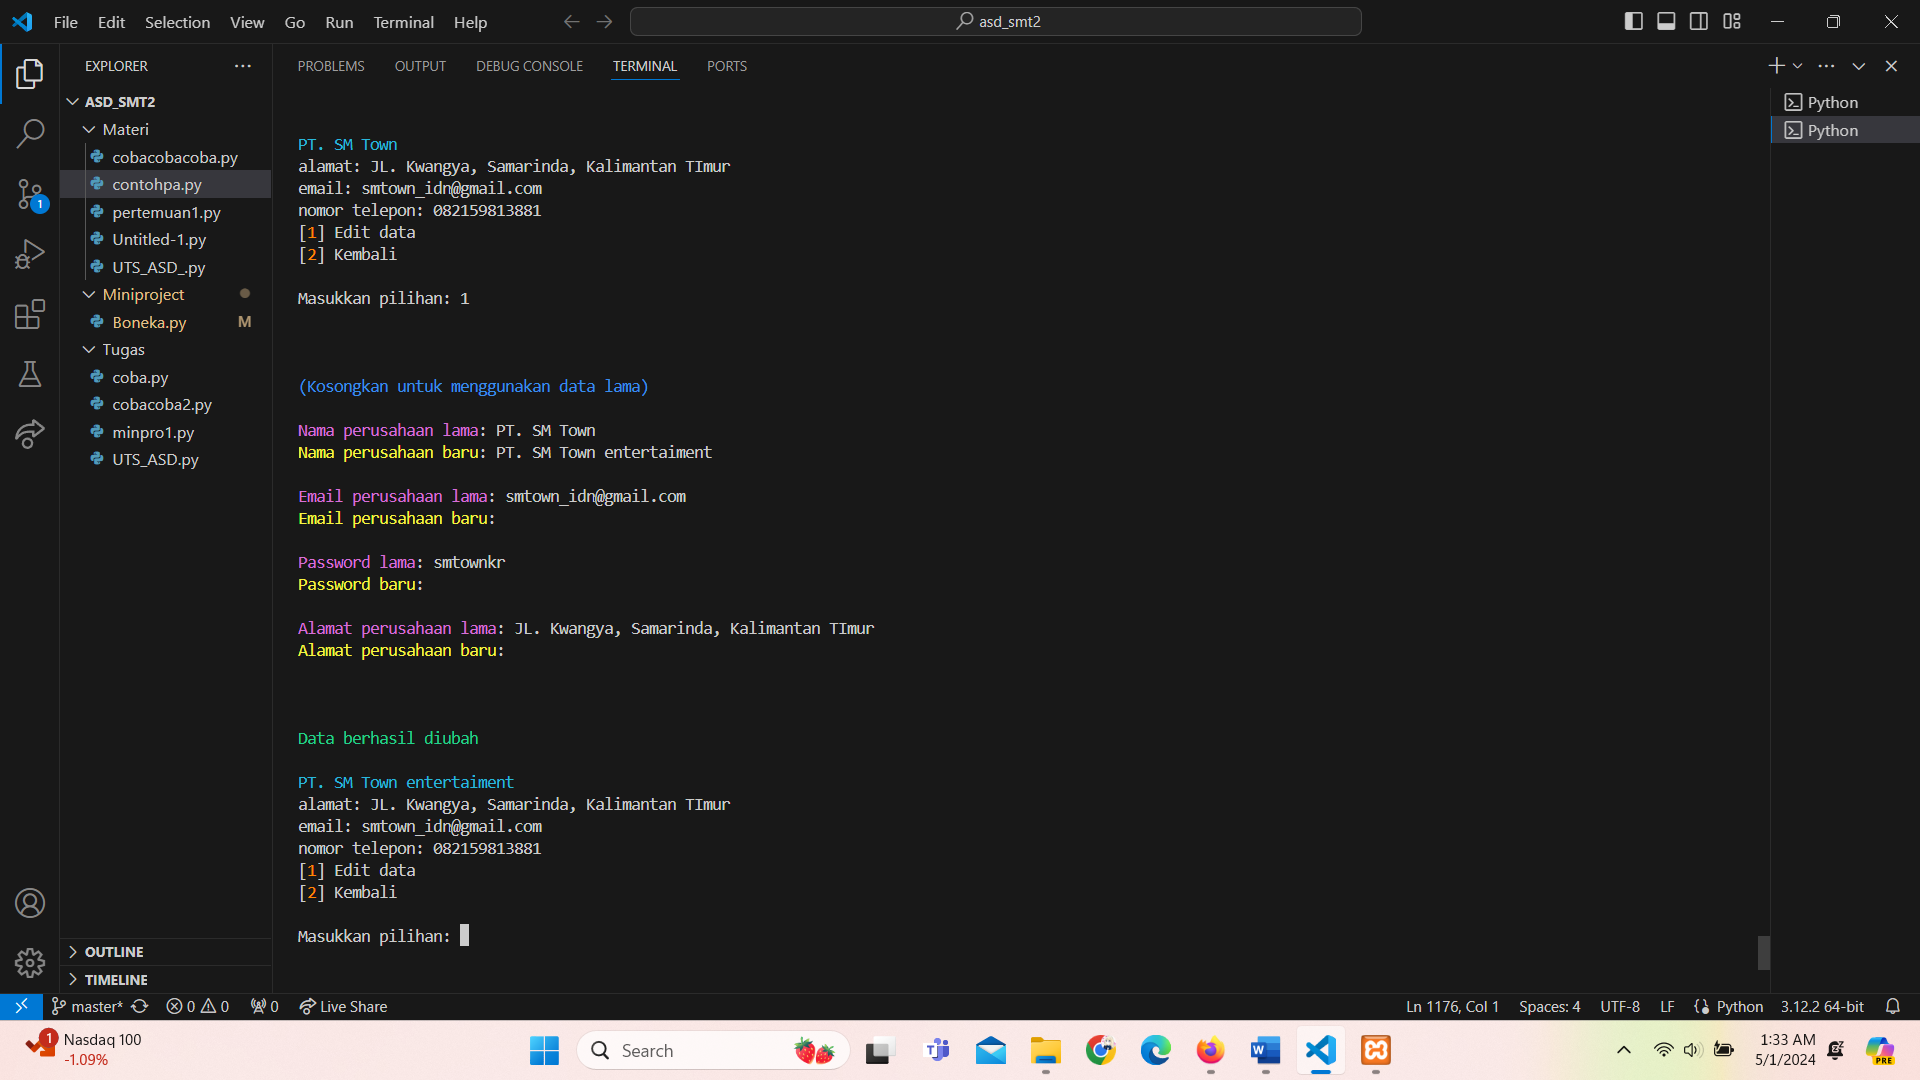 File Edit Selection View Go Run Terminal Help
asd_smt2
EXPLORER
ASD_SMT2
Materi
cobacobacoba.py
contohpa.py
pertemuan1.py
Untitled-1.py
UTS_ASD_.py
Miniproject
Boneka.py M
Tugas
coba.py
cobacoba2.py
minpro1.py
UTS_ASD.py
OUTLINE
TIMELINE
1
PROBLEMS OUTPUT DEBUG CONSOLE TERMINAL PORTS
Python
Python
PT. SM Town
alamat: JL. Kwangya, Samarinda, Kalimantan TImur
email: smtown_idn@gmail.com
nomor telepon: 082159813881
[1] Edit data
[2] Kembali
Masukkan pilihan: 1
(Kosongkan untuk menggunakan data lama)
Nama perusahaan lama: PT. SM Town
Nama perusahaan baru: PT. SM Town entertaiment
Email perusahaan lama: smtown_idn@gmail.com
Email perusahaan baru:
Password lama: smtownkr
Password baru:
Alamat perusahaan lama: JL. Kwangya, Samarinda, Kalimantan TImur
Alamat perusahaan baru:
Data berhasil diubah
PT. SM Town entertaiment
alamat: JL. Kwangya, Samarinda, Kalimantan TImur
email: smtown_idn@gmail.com
nomor telepon: 082159813881
[1] Edit data
[2] Kembali
Masukkan pilihan:
master* 0 0 0 Live Share
Ln 1176, Col 1 Spaces: 4 UTF-8 LF Python 3.12.2 64-bit
1 Nasdaq 100
-1.09%
Search
1:33 AM
5/1/2024
PRE